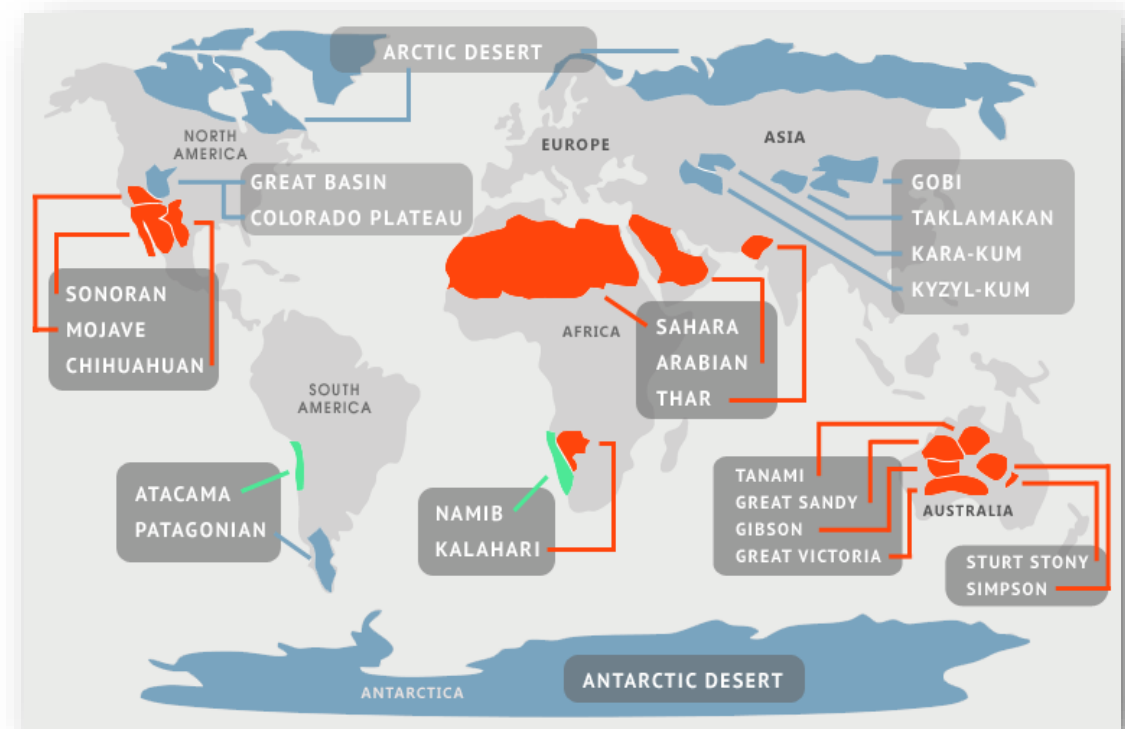 ARCTIC DESERT
NORTH
AMERICA
EUROPE
ASIA
GREAT BASIN
COLORADO PLATEAU
GOBI
TAKLAMAKAN
KARA-KUM
KYZYL-KUM
SONORAN
MOJAVE
CHIHUAHUAN
AFRICA
SAHARA
ARABIAN
THAR
SOUTH
AMERICA
ATACAMA
PATAGONIAN
NAMIB
KALAHARI
TANAMI
GREAT SANDY
GIBSON
GREAT VICTORIA
AUSTRALIA
STURT STONY
SIMPSON
ANTARCTICA
ANTARCTIC DESERT